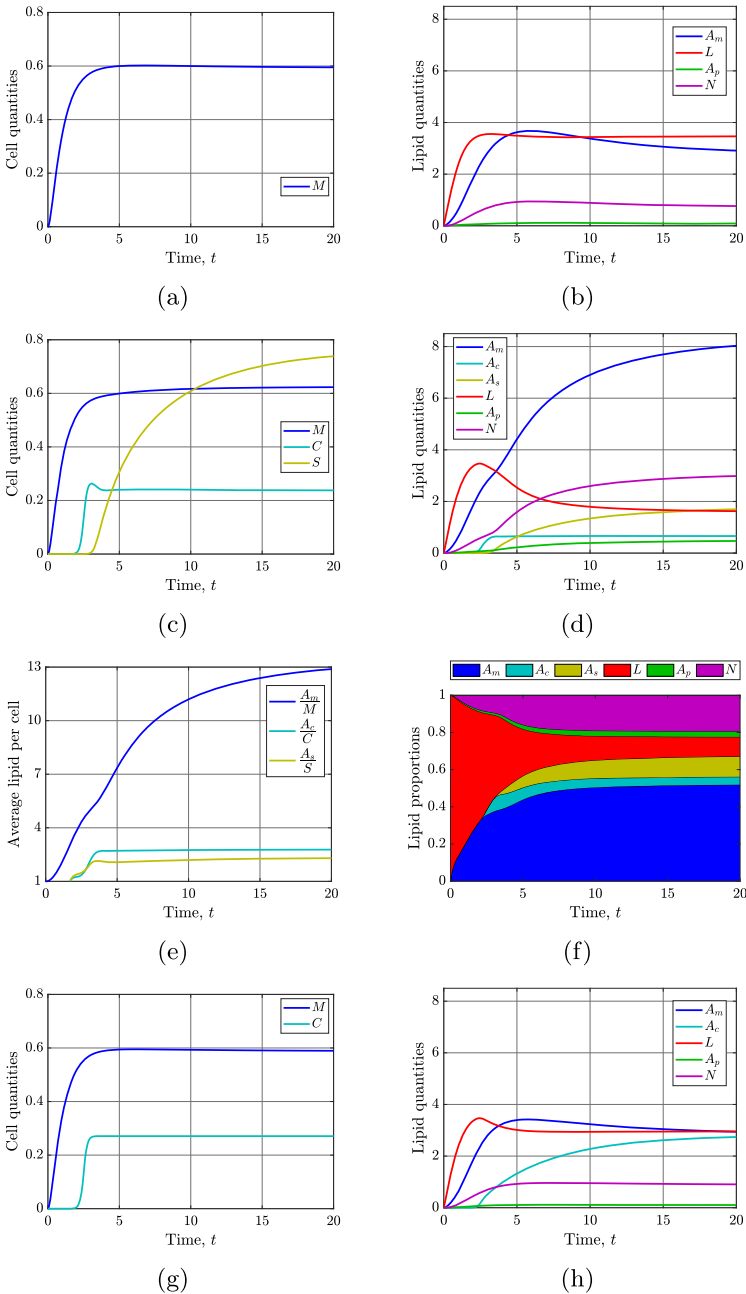 0.8
0.6
0.4
0.2
0
Cell quantities
M
0 5 10 15 20
Time, t
(a)
8
6
4
2
0
Lipid quantities
A_m
L
A_p
N
0 5 10 15 20
Time, t
(b)
0.8
0.6
0.4
0.2
0
Cell quantities
M
C
S
0 5 10 15 20
Time, t
(c)
8
6
4
2
0
Lipid quantities
A_m
A_c
A_s
L
A_p
N
0 5 10 15 20
Time, t
(d)
13
10
7
4
1
Average lipid per cell
A_m/M
A_c/C
A_s/S
0 5 10 15 20
Time, t
(e)
A_m A_c A_s L A_p N
1
0.8
0.6
0.4
0.2
0
Lipid proportions
0 5 10 15 20
Time, t
(f)
0.8
0.6
0.4
0.2
0
Cell quantities
M
C
0 5 10 15 20
Time, t
(g)
8
6
4
2
0
Lipid quantities
A_m
A_c
L
A_p
N
0 5 10 15 20
Time, t
(h)